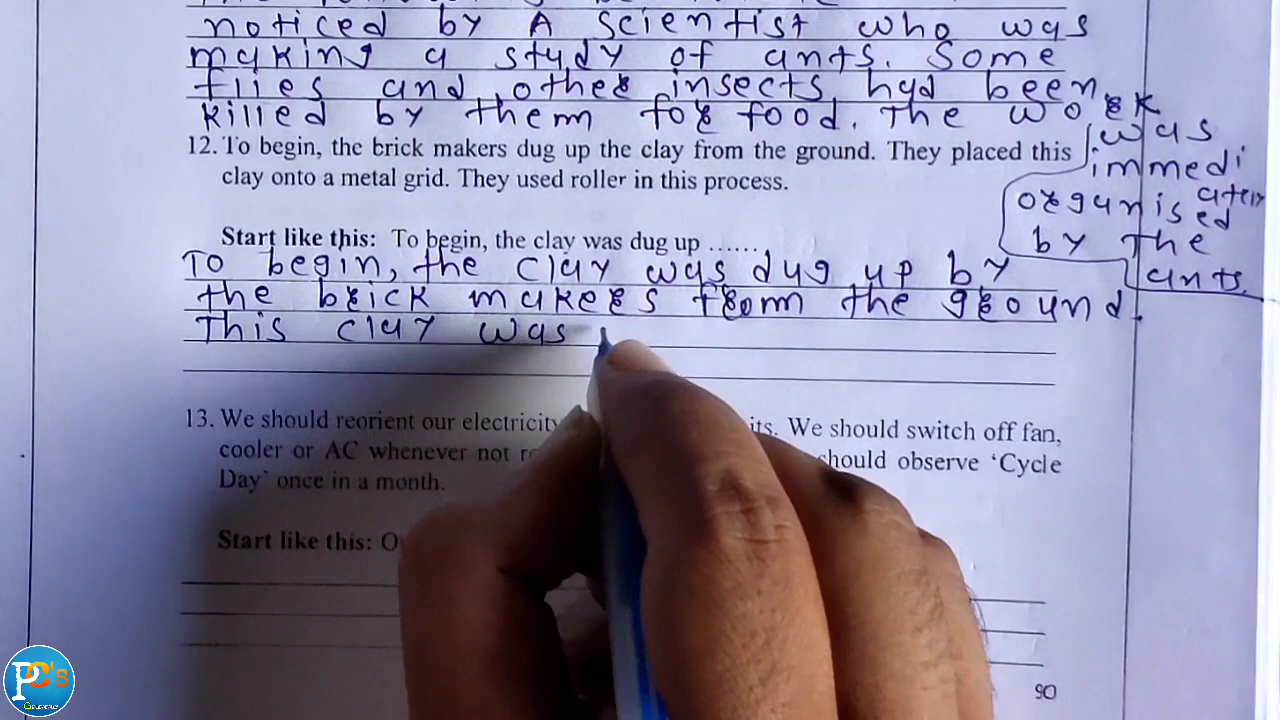 noticed by A scientist who was
making a study of ants. Some
flies and other insects had been
killed by them for food. The work
was
immediately
organised
by the
ants.
12. To begin, the brick makers dug up the clay from the ground. They placed this
clay onto a metal grid. They used roller in this process.
Start like this: To begin, the clay was dug up ......
To begin, the clay was dug up by
the brick makers from the ground.
This clay was
13. We should reorient our electricity its. We should switch off fan,
cooler or AC whenever not should observe 'Cycle
Day' once in a month.
Start like this:
90